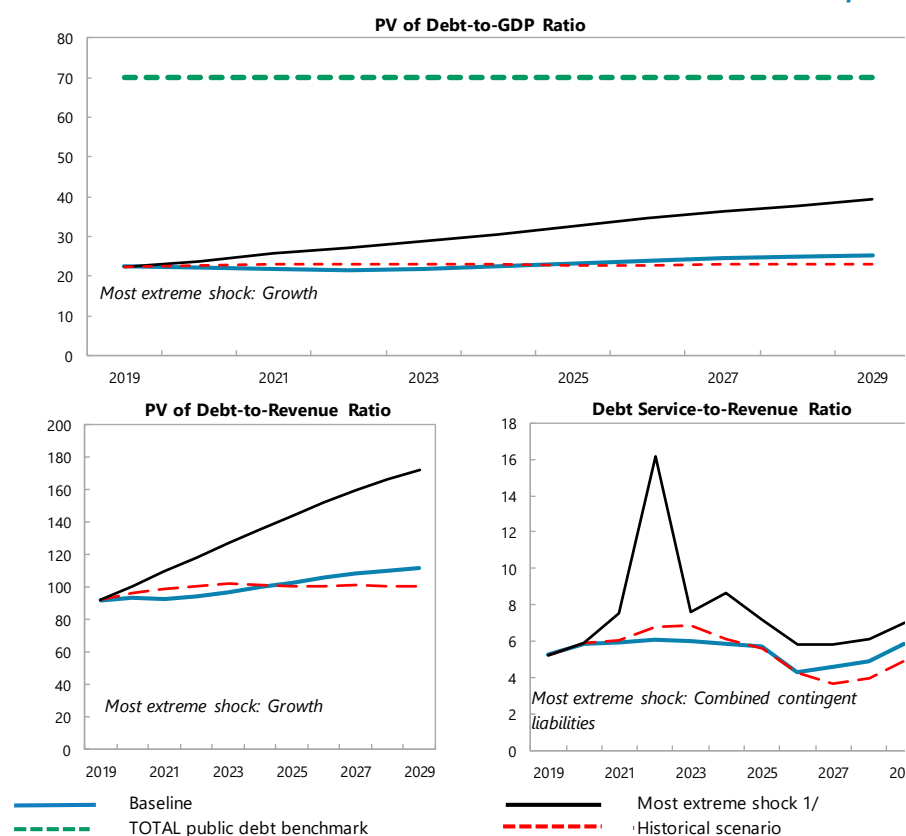 PV of Debt-to-GDP Ratio
80
70
60
50
40
30
20
10
0
Most extreme shock: Growth
2019 2021 2023 2025 2027 2029
PV of Debt-to-Revenue Ratio
200
180
160
140
120
100
80
60
40
20
0
Most extreme shock: Growth
2019 2021 2023 2025 2027 2029
Debt Service-to-Revenue Ratio
18
16
14
12
10
8
6
4
2
0
Most extreme shock: Combined contingent
liabilities
2019 2021 2023 2025 2027
Baseline
Most extreme shock 1/
TOTAL public debt benchmark
Historical scenario